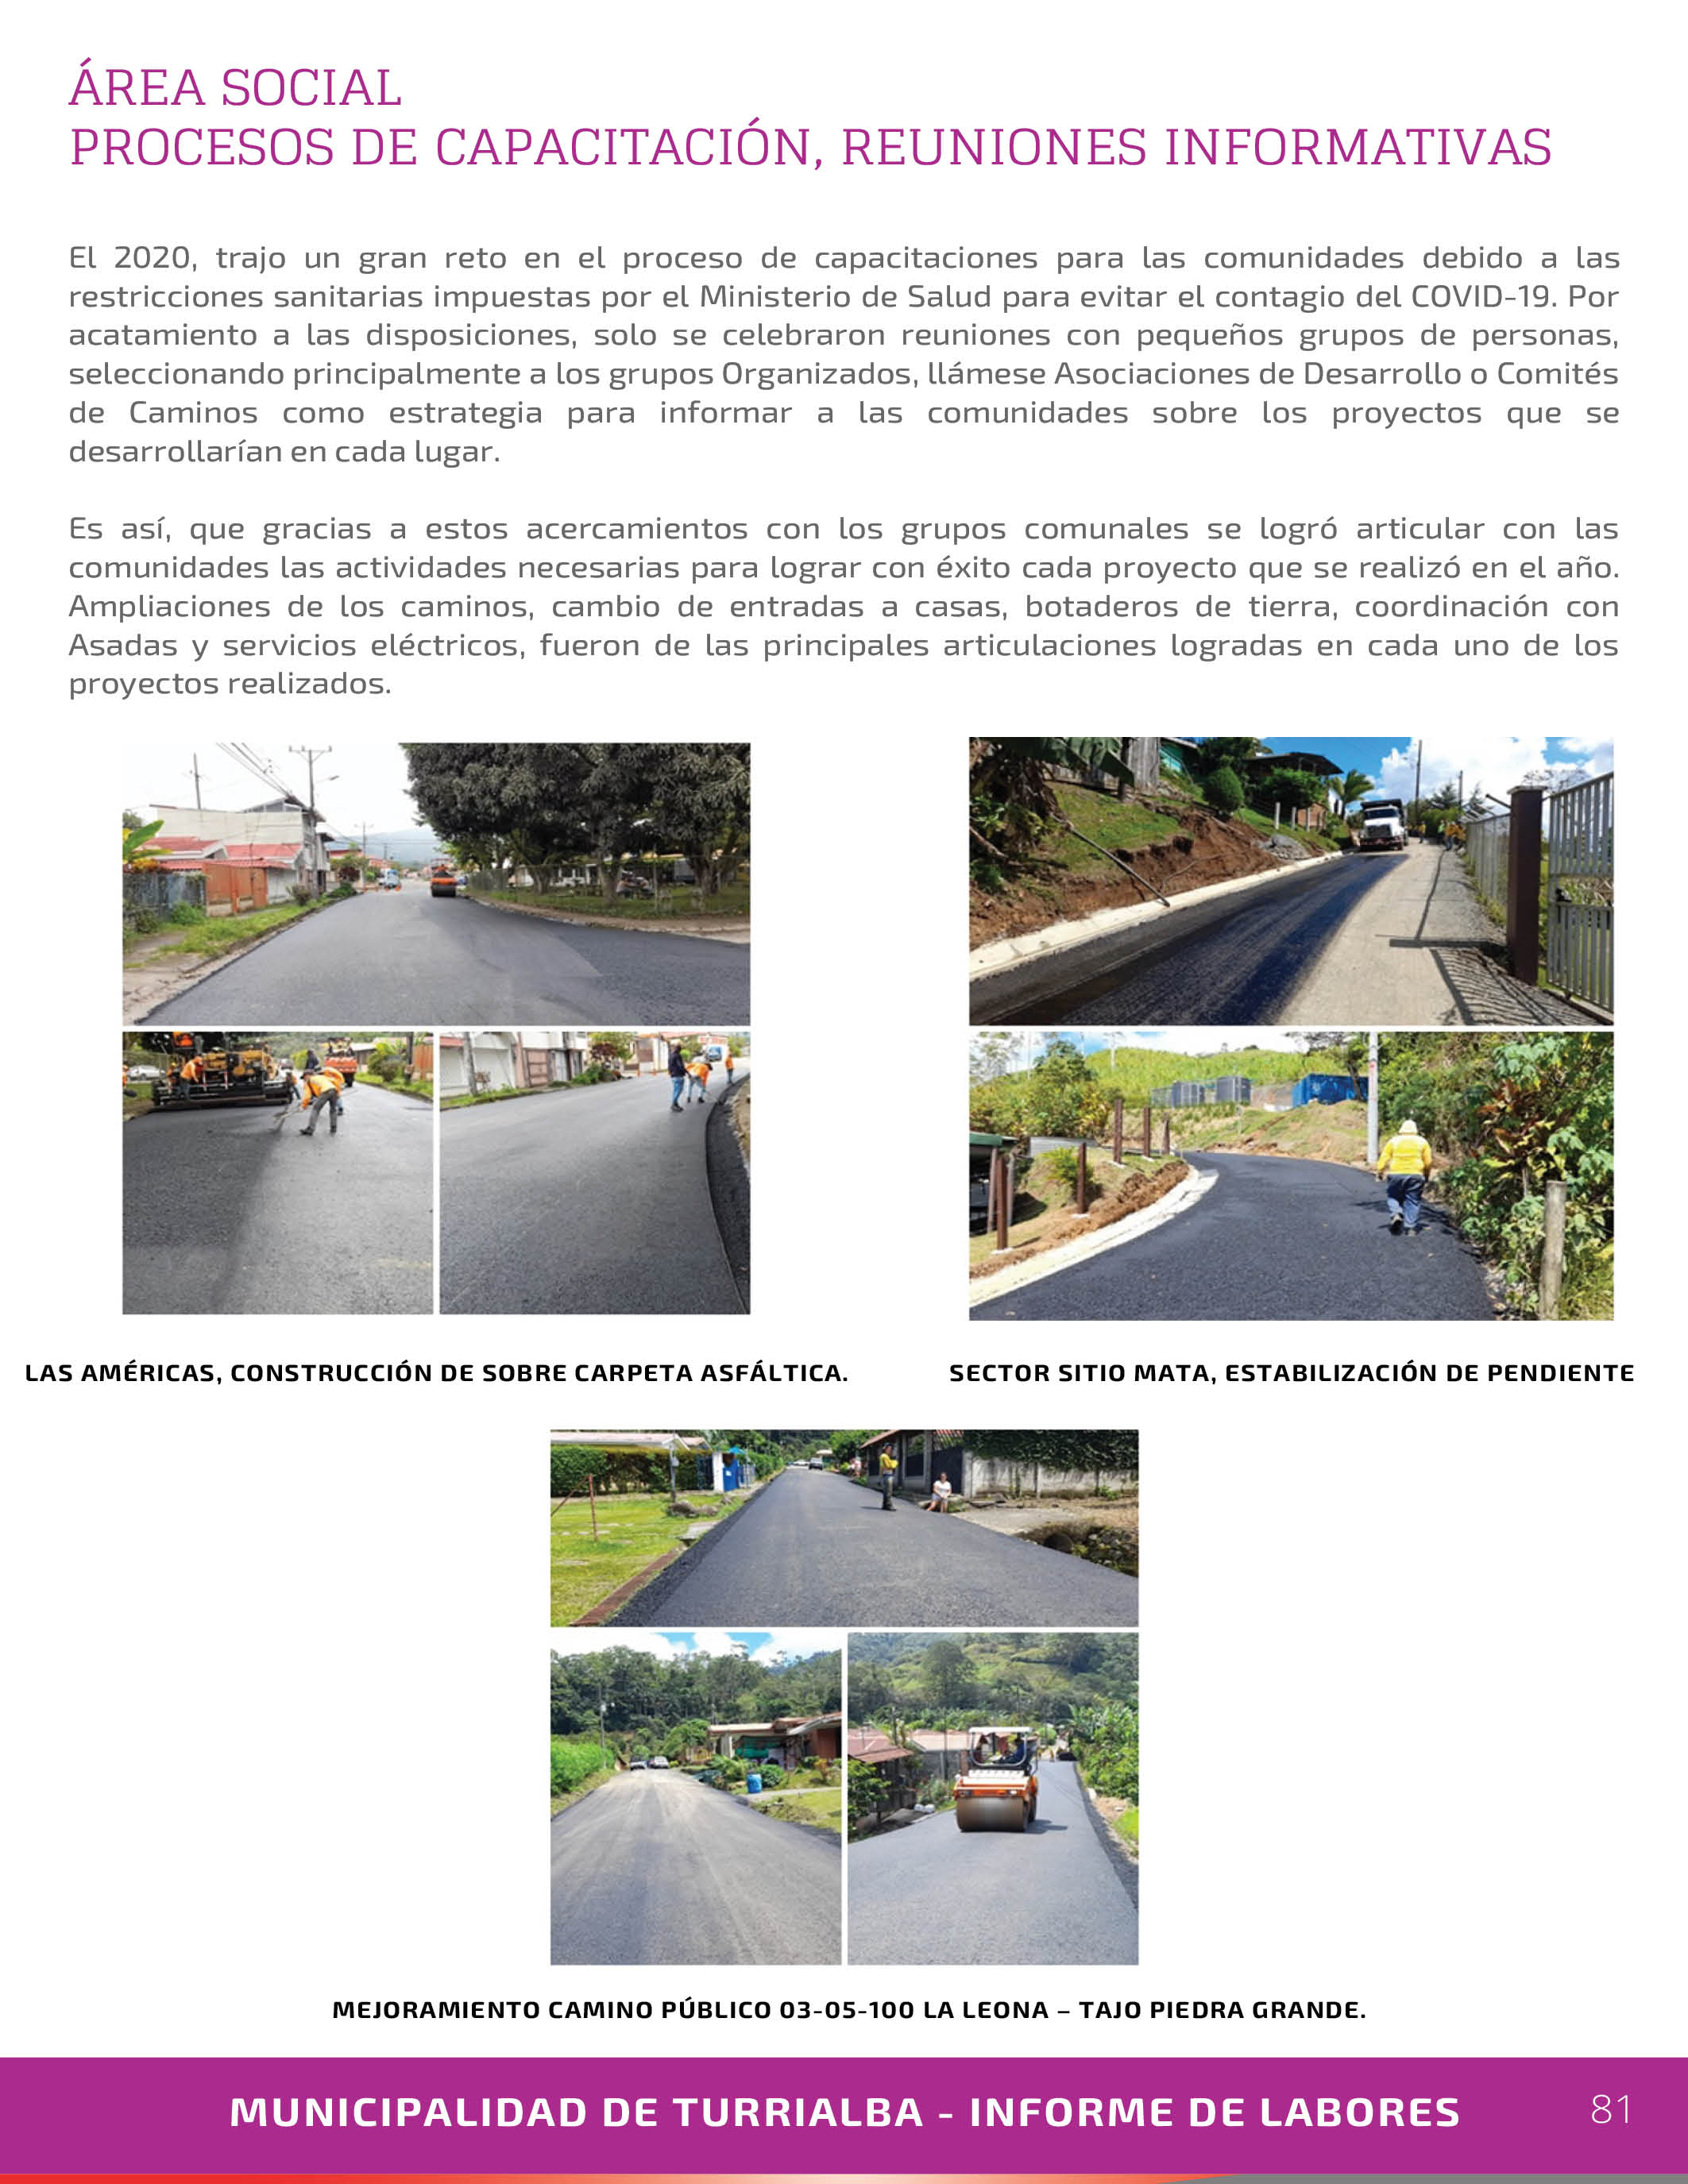 ÁREA SOCIAL
PROCESOS DE CAPACITACIÓN, REUNIONES INFORMATIVAS
El 2020, trajo un gran reto en el proceso de capacitaciones para las comunidades debido a las
restricciones sanitarias impuestas por el Ministerio de Salud para evitar el contagio del COVID-19. Por
acatamiento a las disposiciones, solo se celebraron reuniones con pequeños grupos de personas,
seleccionando principalmente a los grupos Organizados, llámese Asociaciones de Desarrollo o Comités
de Caminos como estrategia para informar a las comunidades sobre los proyectos que se
desarrollarían en cada lugar.
Es así, que gracias a estos acercamientos con los grupos comunales se logró articular con las
comunidades las actividades necesarias para lograr con éxito cada proyecto que se realizó en el año.
Ampliaciones de los caminos, cambio de entradas a casas, botaderos de tierra, coordinación con
Asadas y servicios eléctricos, fueron de las principales articulaciones logradas en cada uno de los
proyectos realizados.
LAS AMÉRICAS, CONSTRUCCIÓN DE SOBRE CARPETA ASFÁLTICA.
SECTOR SITIO MATA, ESTABILIZACIÓN DE PENDIENTE
MEJORAMIENTO CAMINO PÚBLICO 03-05-100 LA LEONA – TAJO PIEDRA GRANDE.
MUNICIPALIDAD DE TURRIALBA - INFORME DE LABORES
81